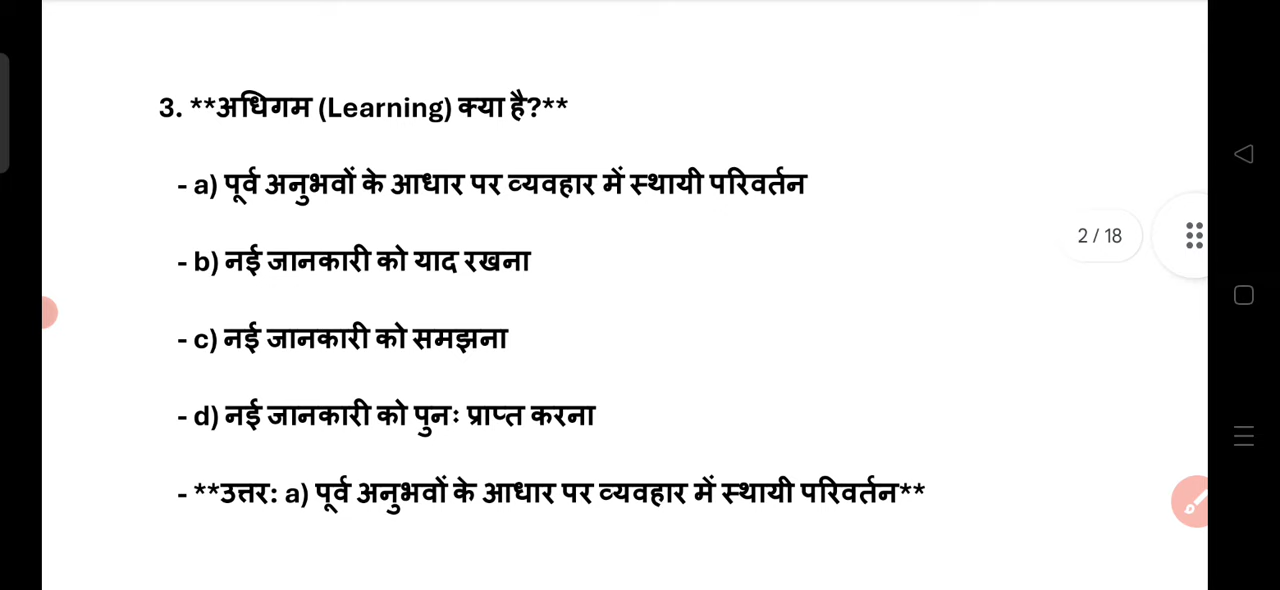 3. **अधिगम (Learning) क्या है?**
- a) पूर्व अनुभवों के आधार पर व्यवहार में स्थायी परिवर्तन
- b) नई जानकारी को याद रखना
2 / 18
- c) नई जानकारी को समझना
- d) नई जानकारी को पुनः प्राप्त करना
- **उत्तर: a) पूर्व अनुभवों के आधार पर व्यवहार में स्थायी परिवर्तन**